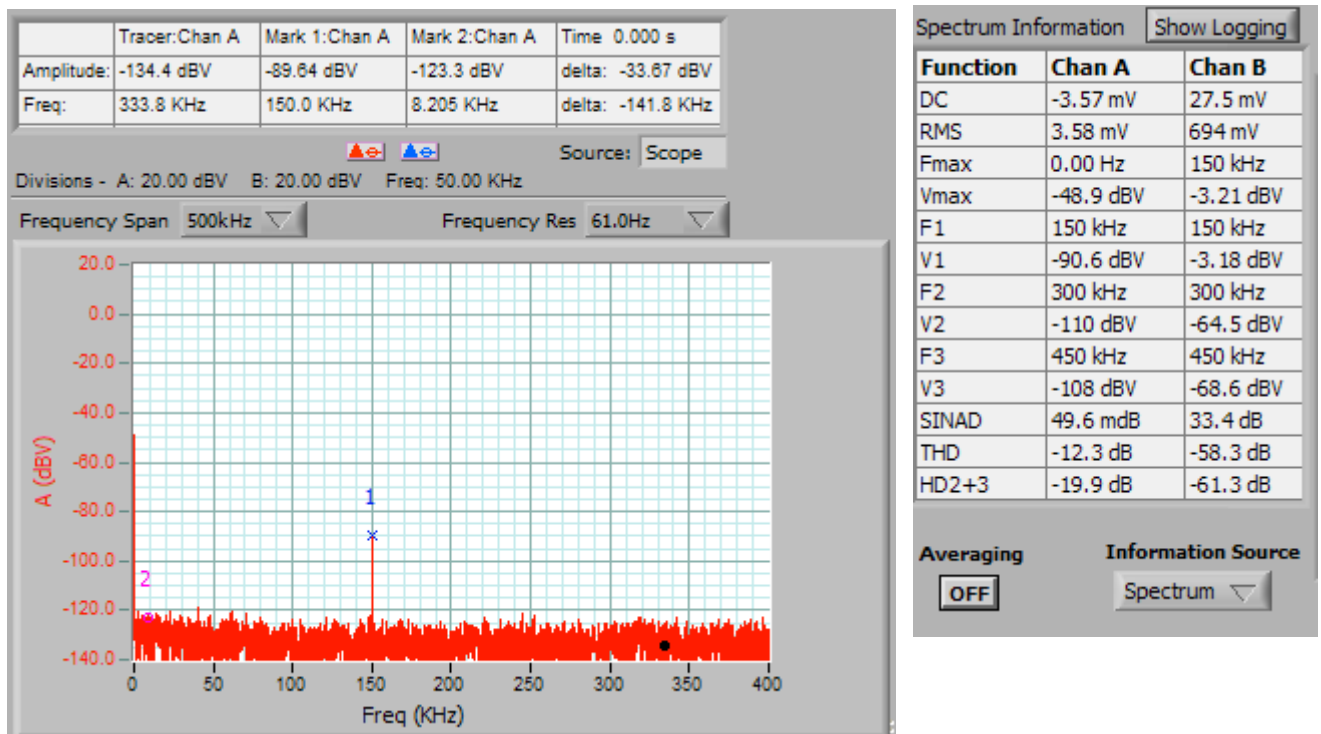 Tracer:Chan A Mark 1:Chan A Mark 2:Chan A Time 0.000 s
Amplitude: -134.4 dBV -89.64 dBV -123.3 dBV delta: -33.67 dBV
Freq: 333.8 KHz 150.0 KHz 8.205 KHz delta: -141.8 KHz
Source: Scope
Divisions - A: 20.00 dBV B: 20.00 dBV Freq: 50.00 KHz
Frequency Span 500kHz Frequency Res 61.0Hz
20.0
0.0
-20.0
-40.0
-60.0
-80.0
-100.0
-120.0
-140.0
A (dBV)
1
2
0 50 100 150 200 250 300 350 400
Freq (KHz)
Spectrum Information Show Logging
Function Chan A Chan B
DC -3.57 mV 27.5 mV
RMS 3.58 mV 694 mV
Fmax 0.00 Hz 150 kHz
Vmax -48.9 dBV -3.21 dBV
F1 150 kHz 150 kHz
V1 -90.6 dBV -3.18 dBV
F2 300 kHz 300 kHz
V2 -110 dBV -64.5 dBV
F3 450 kHz 450 kHz
V3 -108 dBV -68.6 dBV
SINAD 49.6 mdB 33.4 dB
THD -12.3 dB -58.3 dB
HD2+3 -19.9 dB -61.3 dB
Averaging Information Source
OFF Spectrum